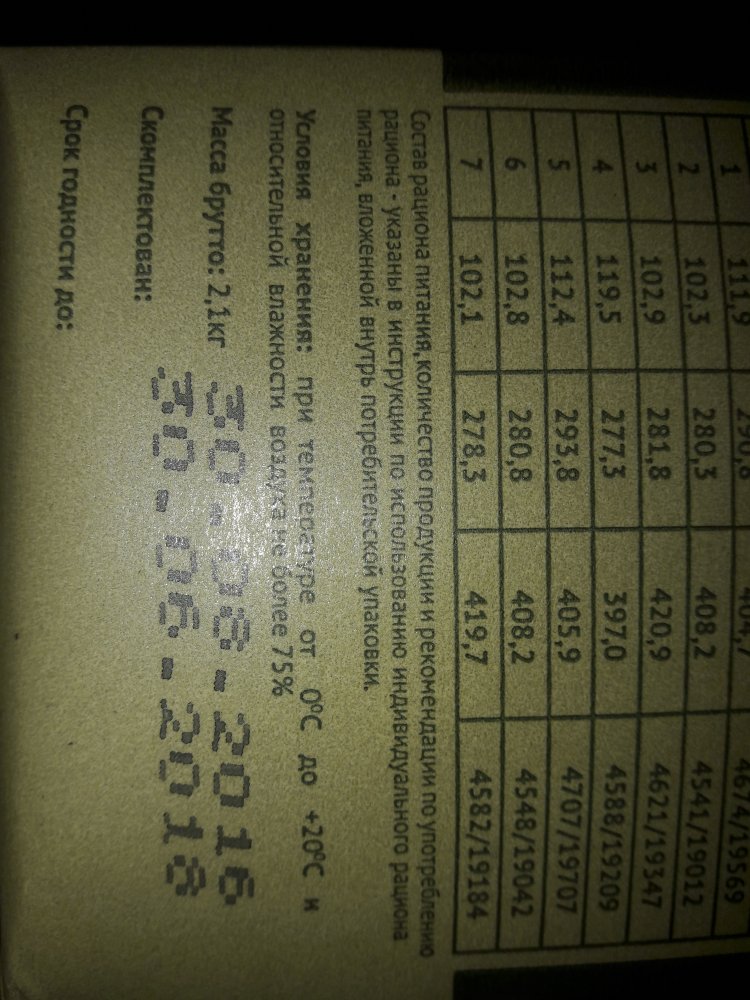 1 111,9 4674/19569
2 102,3 280,3 408,2 4541/19012
3 102,9 281,8 420,9 4621/19347
4 119,5 277,3 397,0 4588/19209
5 112,4 293,8 405,9 4707/19707
6 102,8 280,8 408,2 4548/19042
7 102,1 278,3 419,7 4582/19184
Состав рациона питания, количество продукции и рекомендации по употреблению
рациона - указаны в инструкции по использованию индивидуального рациона
питания, вложенной внутрь потребительской упаковки.
Условия хранения: при температуре от 0°С до +20°С и
относительной влажности воздуха не более 75%
Масса брутто: 2,1кг
30-08-2016
Скомплектован:
30-06-2018
Срок годности до: